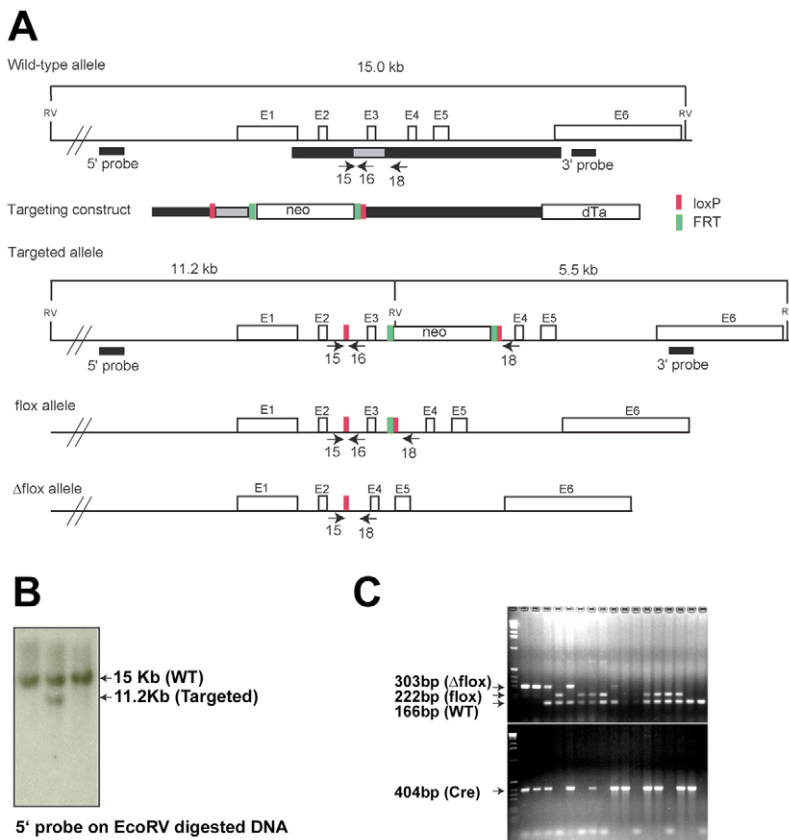 A
Wild-type allele
15.0 kb
RV
RV
E1 E2 E3 E4 E5 E6
5' probe
3' probe
15 16 18
Targeting construct
neo
dTa
loxP
FRT
Targeted allele
11.2 kb
5.5 kb
RV
RV
R
E1 E2 E3 neo E4 E5 E6
5' probe
15 16
18
3' probe
flox allele
E1 E2 E3 E4 E5 E6
15 16 18
Δflox allele
E1 E2 E4 E5 E6
15 18
B
15 Kb (WT)
11.2Kb (Targeted)
5' probe on EcoRV digested DNA
C
303bp (Δflox)
222bp (flox)
166bp (WT)
404bp (Cre)